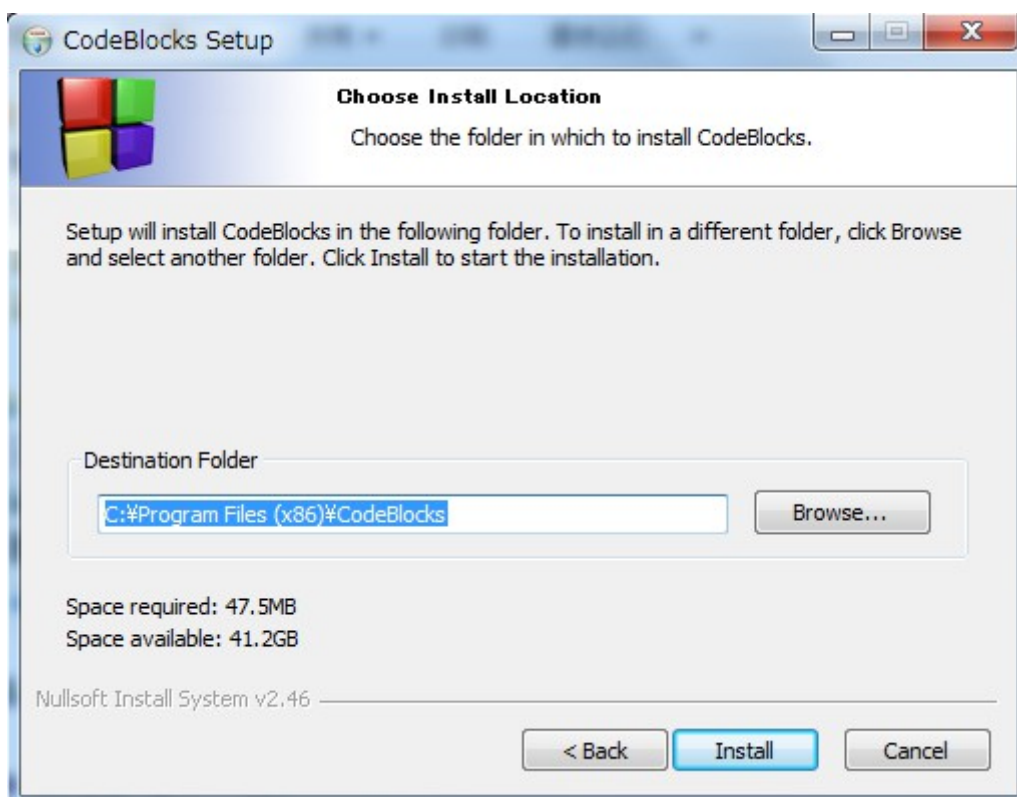 CodeBlocks Setup
Choose Install Location
Choose the folder in which to install CodeBlocks.
Setup will install CodeBlocks in the following folder. To install in a different folder, click Browse
and select another folder. Click Install to start the installation.
Destination Folder
C:¥Program Files (x86)¥CodeBlocks
Browse...
Space required: 47.5MB
Space available: 41.2GB
Nullsoft Install System v2.46
< Back Install Cancel